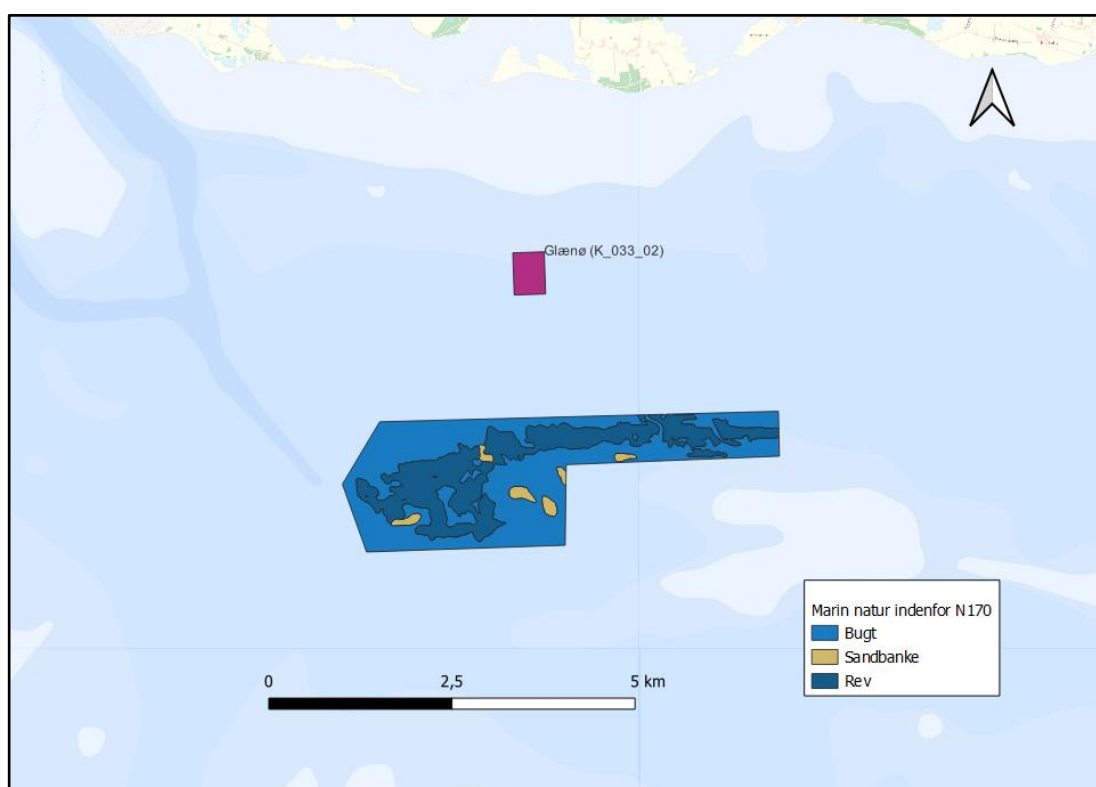 Glænø (K_033_02)
Marin natur indenfor N170
Bugt
Sandbanke
Rev
0 2,5 5 km